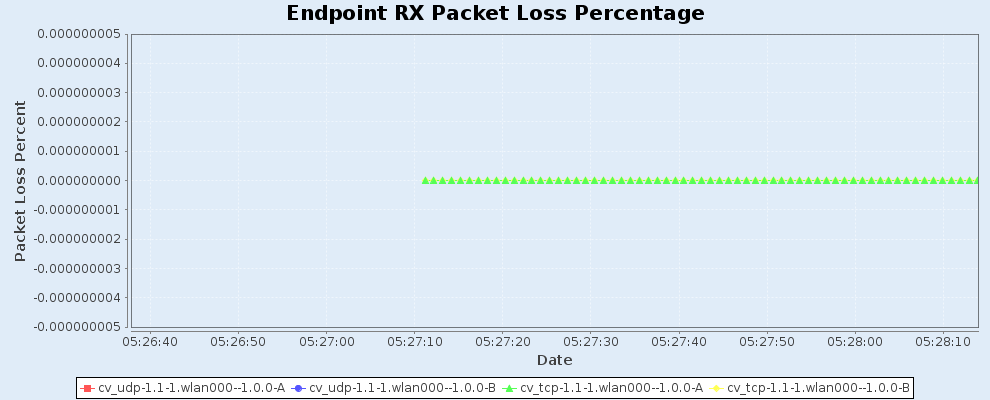 Endpoint RX Packet Loss Percentage
0.000000005
0.000000004
0.000000003
0.000000002
0.000000001
0.000000000
-0.000000001
-0.000000002
-0.000000003
-0.000000004
-0.000000005
Packet Loss Percent
05:26:40 05:26:50 05:27:00 05:27:10 05:27:20 05:27:30 05:27:40 05:27:50 05:28:00 05:28:10
Date
cv_udp-1.1-1.wlan000--1.0.0-A cv_udp-1.1-1.wlan000--1.0.0-B cv_tcp-1.1-1.wlan000--1.0.0-A cv_tcp-1.1-1.wlan000--1.0.0-B